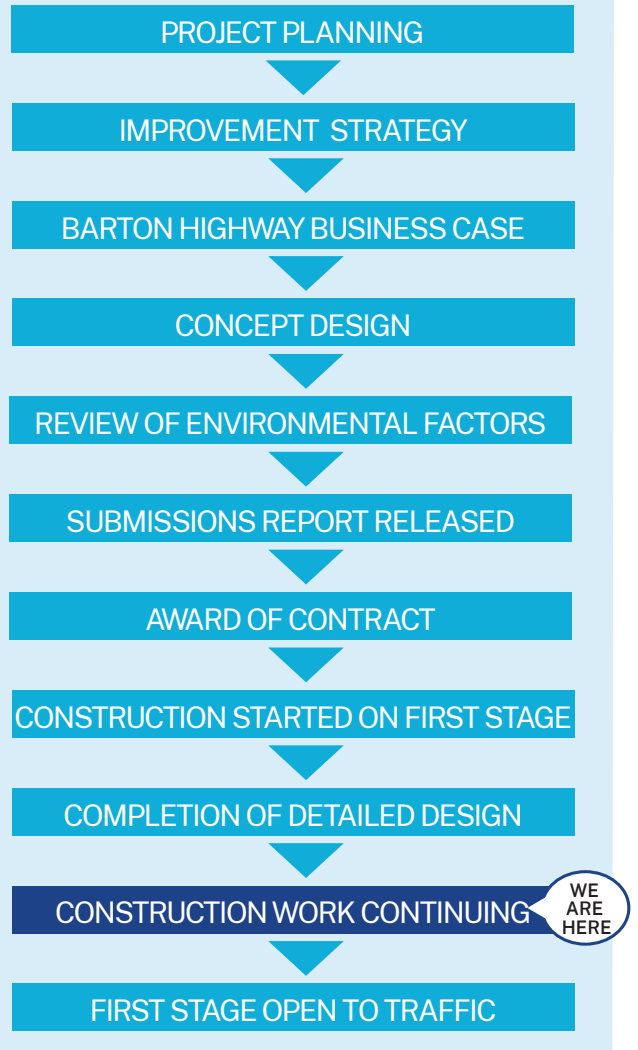 PROJECT PLANNING
IMPROVEMENT STRATEGY
BARTON HIGHWAY BUSINESS CASE
CONCEPT DESIGN
REVIEW OF ENVIRONMENTAL FACTORS
SUBMISSIONS REPORT RELEASED
AWARD OF CONTRACT
CONSTRUCTION STARTED ON FIRST STAGE
COMPLETION OF DETAILED DESIGN
CONSTRUCTION WORK CONTINUING
WE
ARE
HERE
FIRST STAGE OPEN TO TRAFFIC